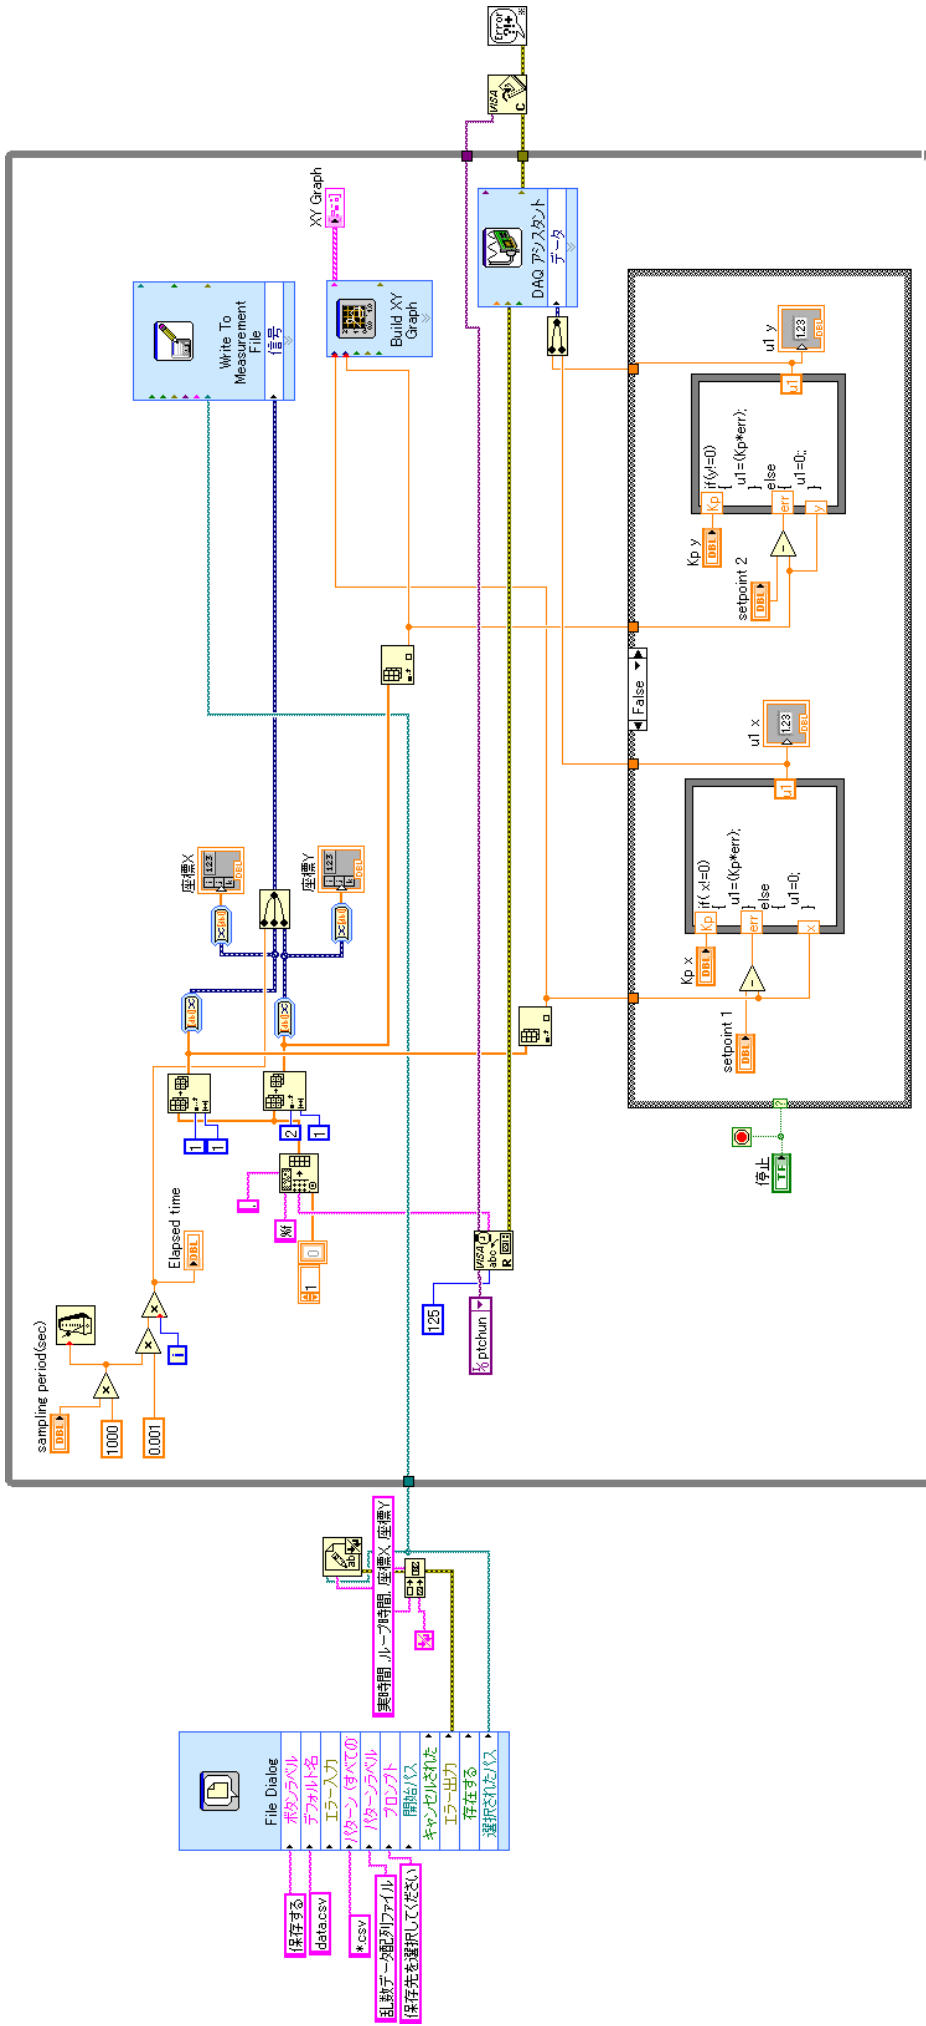 File Dialog
ボタンラベル
デフォルト名
エラー入力
パターン (すべての
パターンラベル
プロンプト
開始パス
キャンセルされた
エラー出力
存在する
選択されたパス
保存する
data.csv
*.csv
乱数データ配列ファイル
保存先を選択してください
実時間,ループ時間,座標X,座標Y
sampling period(sec)
DBL
1000
0.001
i
Elapsed time
DBL
1
0
%f
,
1
1
2
1
座標X
123
DBL
座標Y
123
DBL
Write To
Measurement
File
信号
XY Graph
Build XY
Graph
125
I/O ptchun
VISA
abc
R
DAQ アシスタント
データ
VISA
C
Error
?!+
停止
TF
?
False
setpoint 1
DBL
Kp x
DBL
Kp
err
x
if( x!=0)
{
u1=(Kp*err);
}
else
{
u1=0;
}
u1
u1 x
1.23
DBL
setpoint 2
DBL
Kp y
DBL
Kp
err
y
if(y!=0)
{
u1=(Kp*err);
}
else
{
u1=0;;
}
u1
u1 y
1.23
DBL